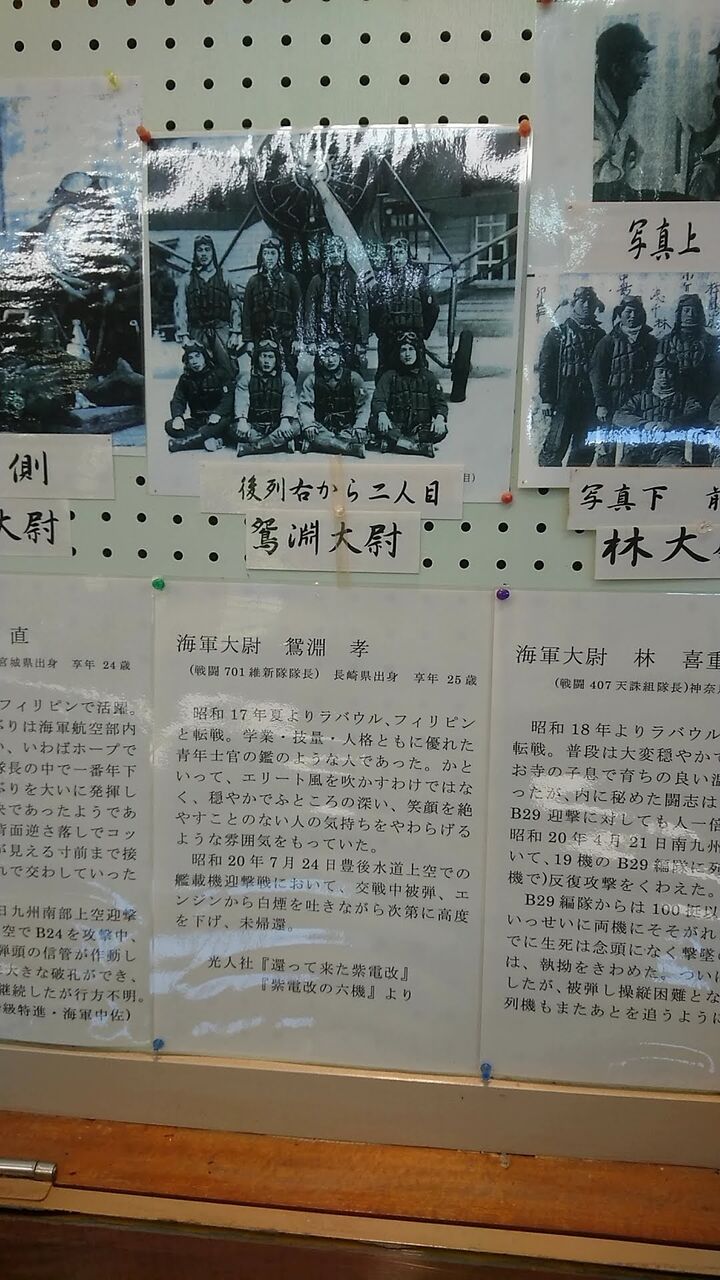 側
大尉
後列右から二人目
目)
鴛淵大尉
写真上
写真下 前
林大
直
宮城県出身 享年 24歳
フィリピンで活躍。
ぶりは海軍航空部内
い、いわばホープで
隊長の中で一番年下
ぶりを大いに発揮し
央であったようであ
背面逆さ落しでコッ
が見える寸前まで接
れで交わしていった
日九州南部上空迎撃
空でB24を攻撃中、
弾頭の信管が作動し
大きな破孔ができ、
継続したが行方不明。
級特進・海軍中佐)
海軍大尉 鴛淵 孝
(戦闘701維新隊隊長) 長崎県出身 享年 25歳
昭和17年夏よりラバウル、フィリピン
と転戦。学業・技量・人格ともに優れた
青年士官の鑑のような人であった。かと
いって、エリート風を吹かすわけではな
く、穏やかでふところの深い、笑顔を絶
やすことのない人の気持ちをやわらげる
ような雰囲気をもっていた。
昭和20年7月24日豊後水道上空での
艦載機迎撃戦において、交戦中被弾、エ
ンジンから白煙を吐きながら次第に高度
を下げ、未帰還。
光人社『還って来た紫電改』
『紫電改の六機』より
海軍大尉 林 喜重
(戦闘407天誅組隊長)神奈川
昭和18年よりラバウル
転戦。普段は大変穏やかで
お寺の子息で育ちの良い温
ったが、内に秘めた闘志は
B29迎撃に対しても人一倍
昭和20年4月21日南九州
いて、19機のB29編隊に列
機で)反復攻撃をくわえた。
B29編隊からは100挺以
いっせいに両機にそそがれ
でに生死は念頭になく撃墜の
は、執拗をきわめた。ついに
したが、被弾し操縦困難とな
列機もまたあとを追うように